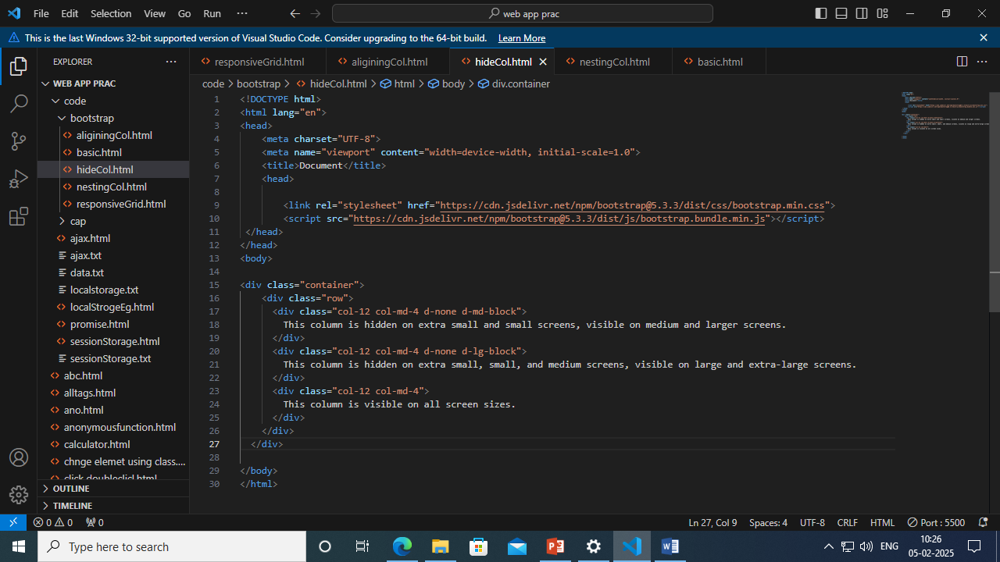 File Edit Selection View Go Run ··· web app prac
This is the last Windows 32-bit supported version of Visual Studio Code. Consider upgrading to the 64-bit build. Learn More
EXPLORER
WEB APP PRAC
code
bootstrap
aliginingCol.html
basic.html
hideCol.html
nestingCol.html
responsiveGrid.html
cap
ajax.html
ajax.txt
data.txt
localstorage.txt
localStrogeEg.html
promise.html
sessionStorage.html
sessionStorage.txt
abc.html
alltags.html
ano.html
anonymousfunction.html
calculator.html
chnge elemet using class....
click doubleclicl.html
OUTLINE
TIMELINE
responsiveGrid.html aliginingCol.html hideCol.html nestingCol.html basic.html
code > bootstrap > hideCol.html > html > body > div.container
1 <!DOCTYPE html>
2 <html lang="en">
3 <head>
4 <meta charset="UTF-8">
5 <meta name="viewport" content="width=device-width, initial-scale=1.0">
6 <title>Document</title>
7 <head>
8
9 <link rel="stylesheet" href="https://cdn.jsdelivr.net/npm/bootstrap@5.3.3/dist/css/bootstrap.min.css">
10 <script src="https://cdn.jsdelivr.net/npm/bootstrap@5.3.3/dist/js/bootstrap.bundle.min.js"></script>
11 </head>
12 </head>
13 <body>
14
15 <div class="container">
16 <div class="row">
17 <div class="col-12 col-md-4 d-none d-md-block">
18 This column is hidden on extra small and small screens, visible on medium and larger screens.
19 </div>
20 <div class="col-12 col-md-4 d-none d-lg-block">
21 This column is hidden on extra small, small, and medium screens, visible on large and extra-large screens.
22 </div>
23 <div class="col-12 col-md-4">
24 This column is visible on all screen sizes.
25 </div>
26 </div>
27 </div>
28
29 </body>
30 </html>
0 0 0 Ln 27, Col 9 Spaces: 4 UTF-8 CRLF HTML Port : 5500
Type here to search ENG 10:26
05-02-2025